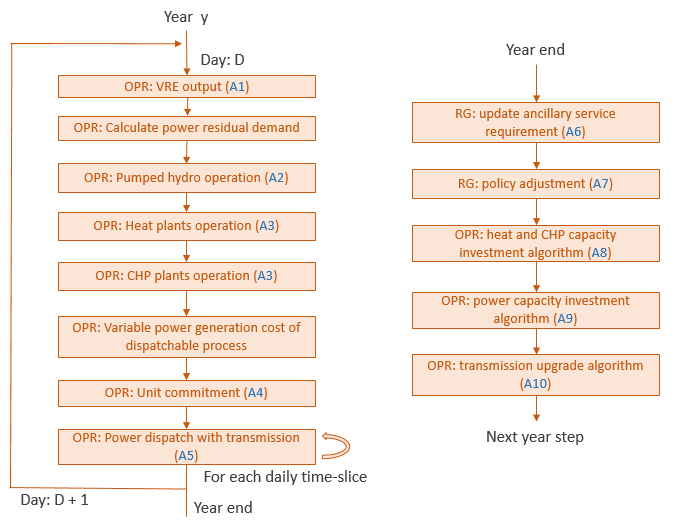 Year y
Day: D
OPR: VRE output (A1)
OPR: Calculate power residual demand
OPR: Pumped hydro operation (A2)
OPR: Heat plants operation (A3)
OPR: CHP plants operation (A3)
OPR: Variable power generation cost of
dispatchable process
OPR: Unit commitment (A4)
OPR: Power dispatch with transmission
(A5)
For each daily time-slice
Day: D + 1
Year end
Year end
RG: update ancillary service
requirement (A6)
RG: policy adjustment (A7)
OPR: heat and CHP capacity
investment algorithm (A8)
OPR: power capacity investment
algorithm (A9)
OPR: transmission upgrade algorithm
(A10)
Next year step